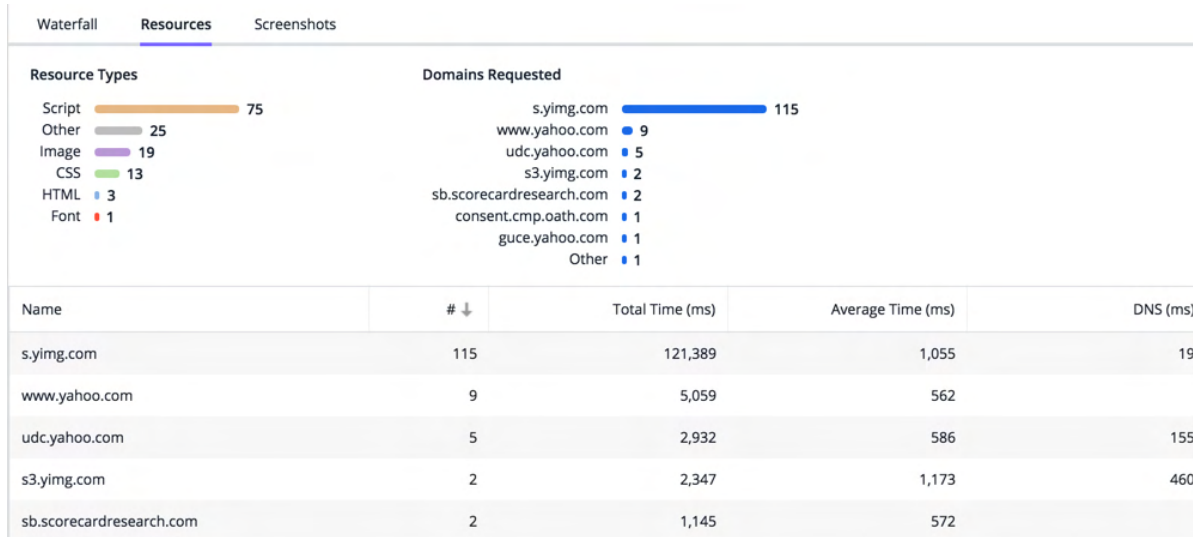 Waterfall Resources Screenshots
Resource Types
Script 75
Other 25
Image 19
CSS 13
HTML 3
Font 1
Domains Requested
s.yimg.com 115
www.yahoo.com 9
udc.yahoo.com 5
s3.yimg.com 2
sb.scorecardresearch.com 2
consent.cmp.oath.com 1
guce.yahoo.com 1
Other 1
Name # Total Time (ms) Average Time (ms) DNS (ms)
s.yimg.com 115 121,389 1,055 19
www.yahoo.com 9 5,059 562
udc.yahoo.com 5 2,932 586 155
s3.yimg.com 2 2,347 1,173 460
sb.scorecardresearch.com 2 1,145 572